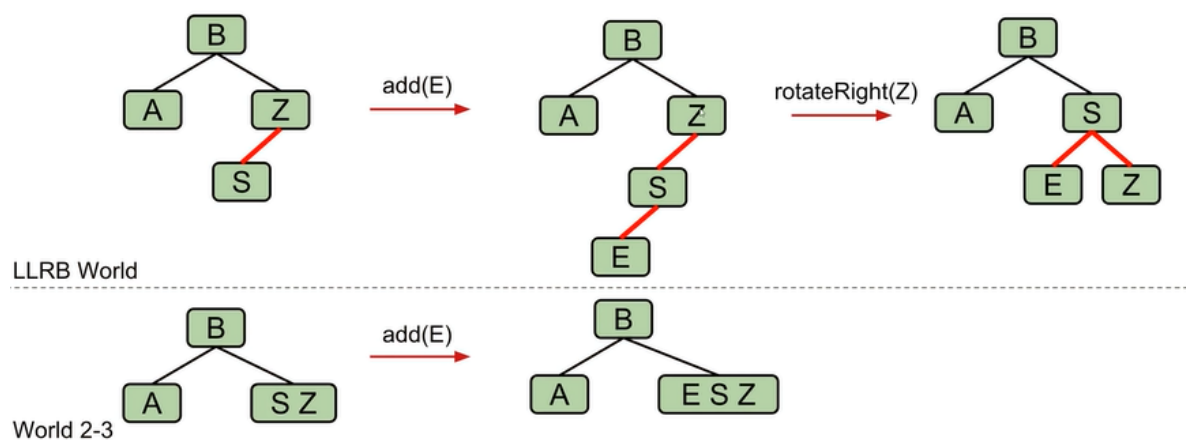 B
A Z
S
add(E)
B
A Z
S
E
rotateRight(Z)
B
A S
E Z
LLRB World
B
A S Z
add(E)
B
A E S Z
World 2-3